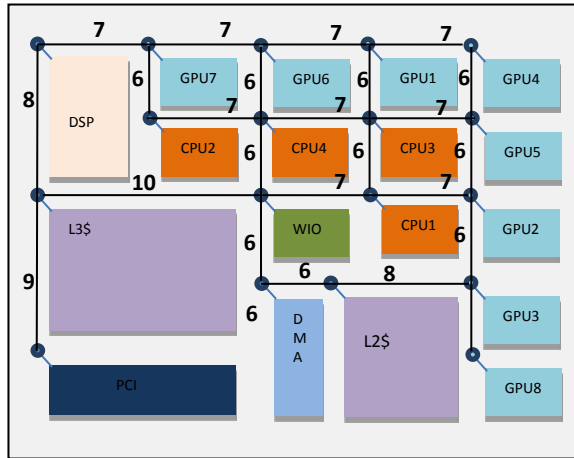 7 7 7 7
8 6 GPU7 6 GPU6 6 GPU1 6 GPU4
DSP
7 7 7
CPU2 6 CPU4 6 CPU3 6 GPU5
10 7 7
L3$ 6 WIO CPU1 6 GPU2
9 6 8
6 D M A L2$ GPU3
PCI GPU8